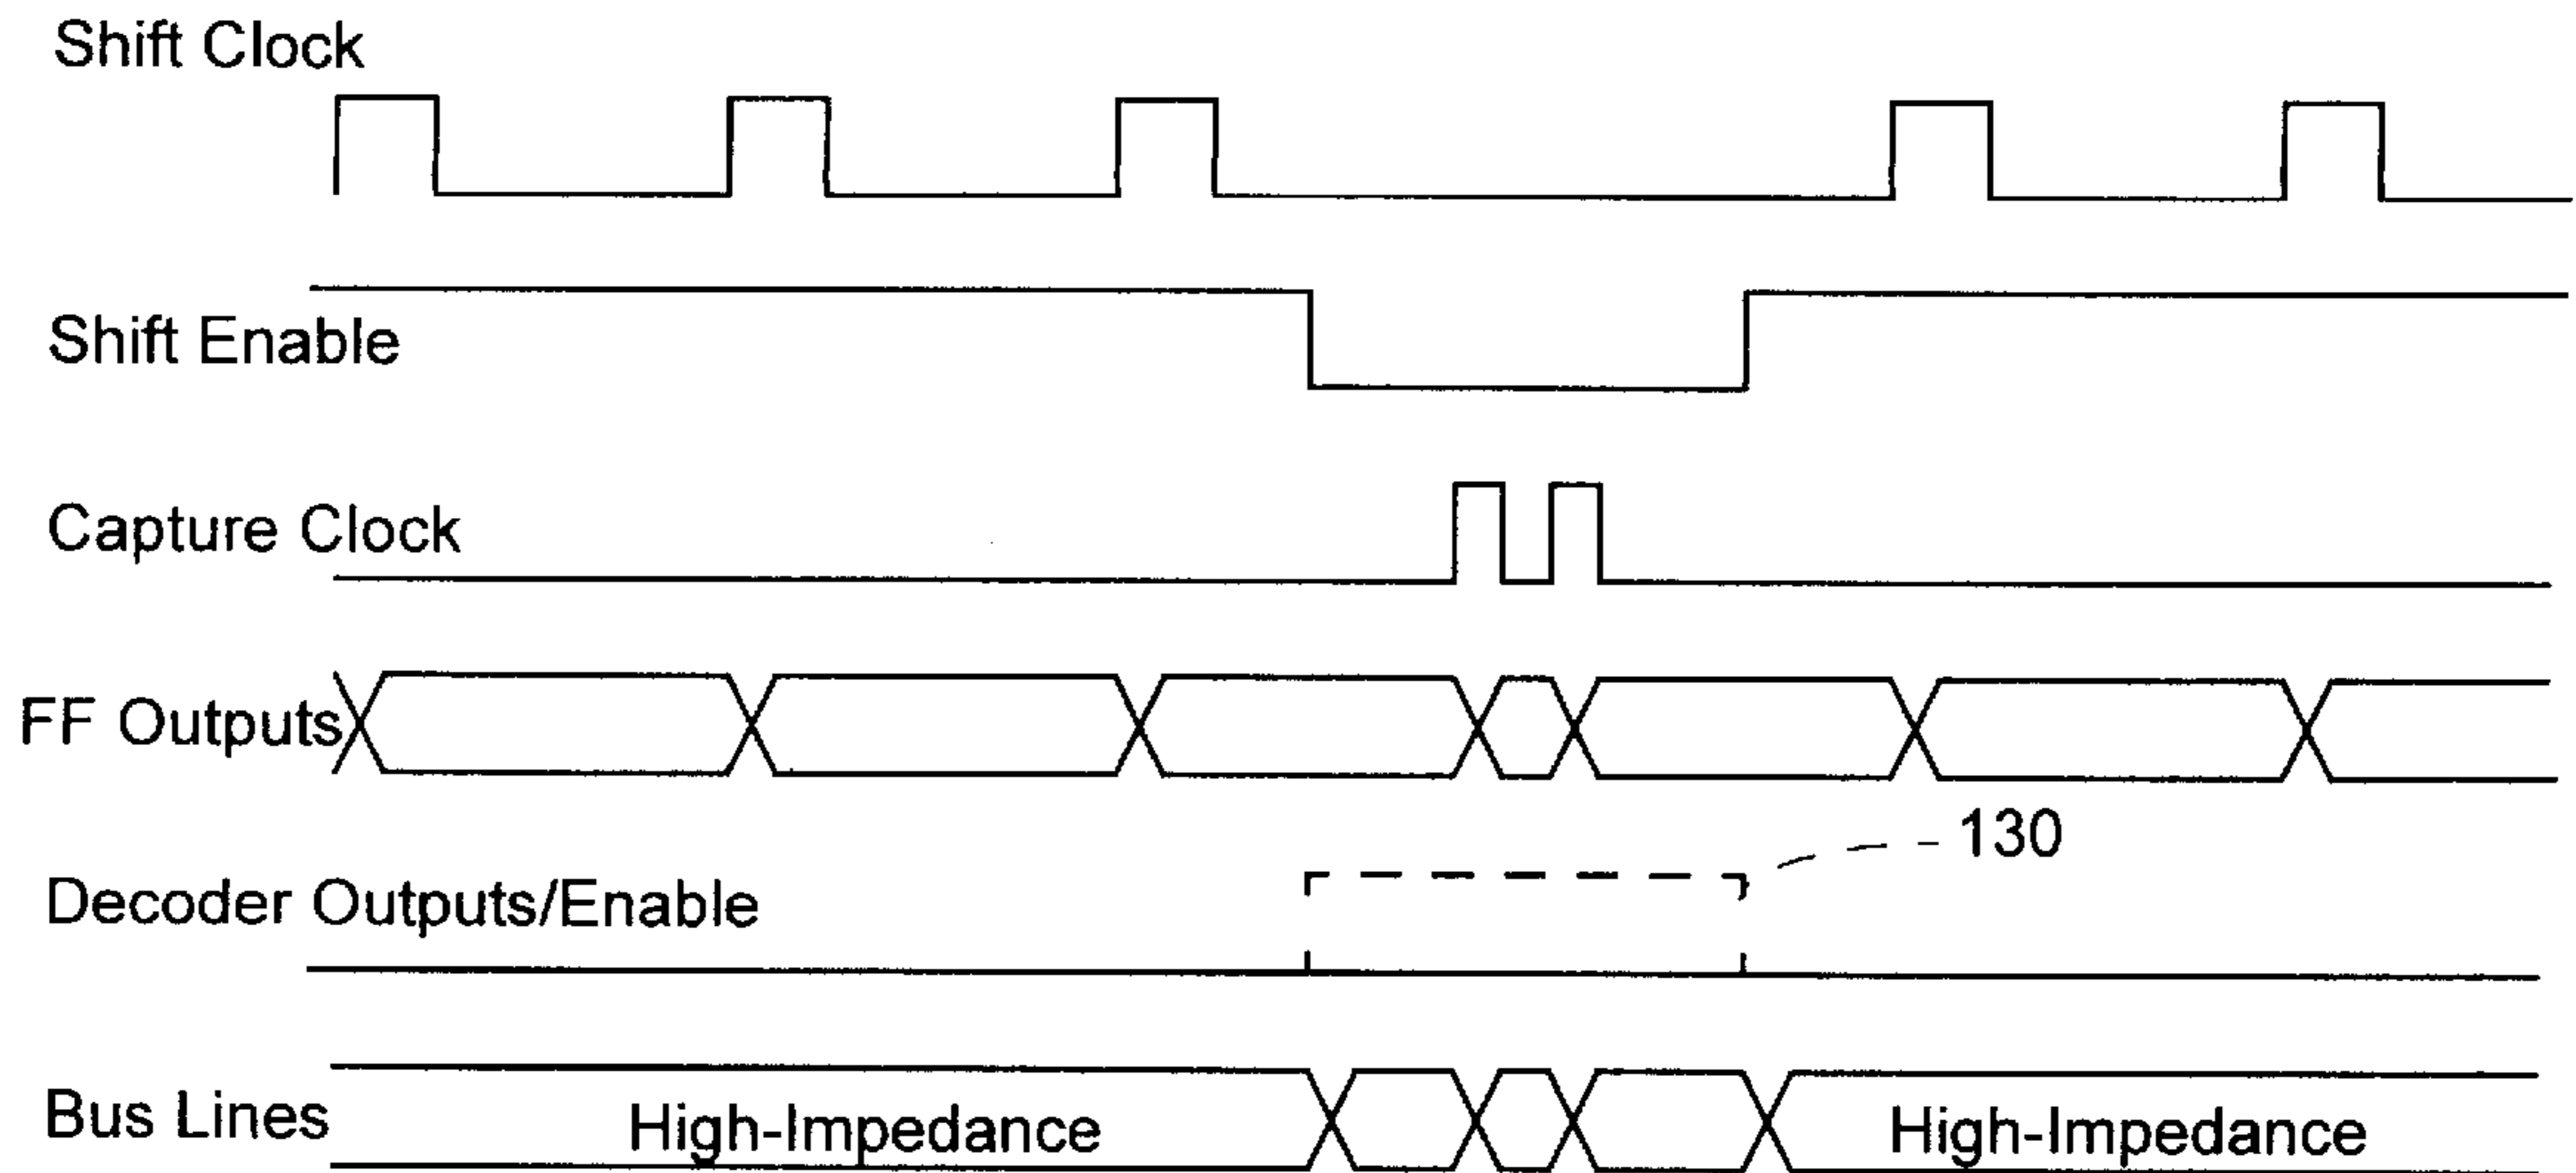 Shift Clock
Shift Enable
Capture Clock
FF Outputs
130
Decoder Outputs/Enable
Bus Lines
High-Impedance
High-Impedance